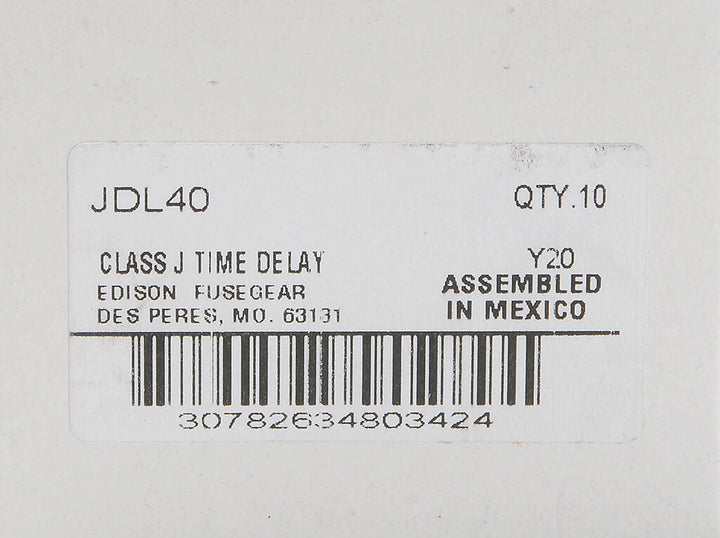 JDL40 QTY.10
CLASS J TIME DELAY Y20
EDISON FUSEGEAR ASSEMBLED
DES PERES, MO. 63131 IN MEXICO
30782634803424